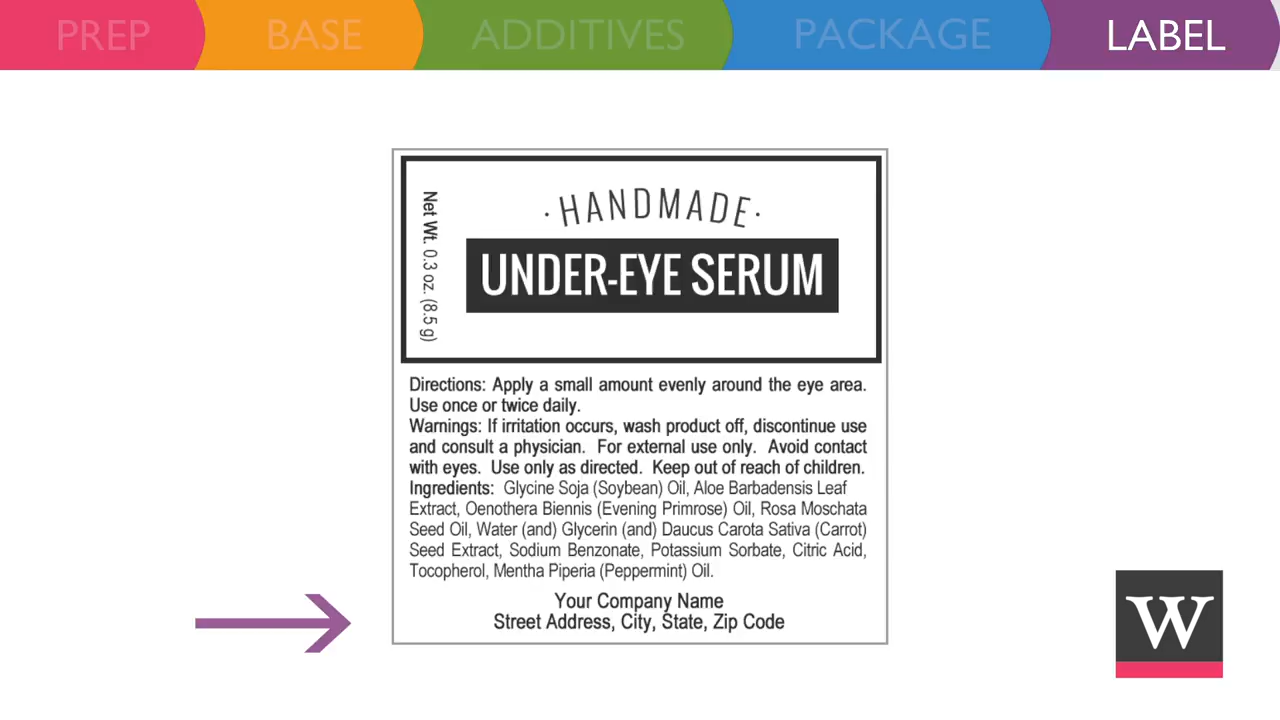 PREP
BASE
ADDITIVES
PACKAGE
LABEL
· HANDMADE ·
UNDER-EYE SERUM
Net Wt. 0.3 oz. (8.5 g)
Directions: Apply a small amount evenly around the eye area.
Use once or twice daily.
Warnings: If irritation occurs, wash product off, discontinue use
and consult a physician. For external use only. Avoid contact
with eyes. Use only as directed. Keep out of reach of children.
Ingredients: Glycine Soja (Soybean) Oil, Aloe Barbadensis Leaf
Extract, Oenothera Biennis (Evening Primrose) Oil, Rosa Moschata
Seed Oil, Water (and) Glycerin (and) Daucus Carota Sativa (Carrot)
Seed Extract, Sodium Benzonate, Potassium Sorbate, Citric Acid,
Tocopherol, Mentha Piperia (Peppermint) Oil.
Your Company Name
Street Address, City, State, Zip Code
W